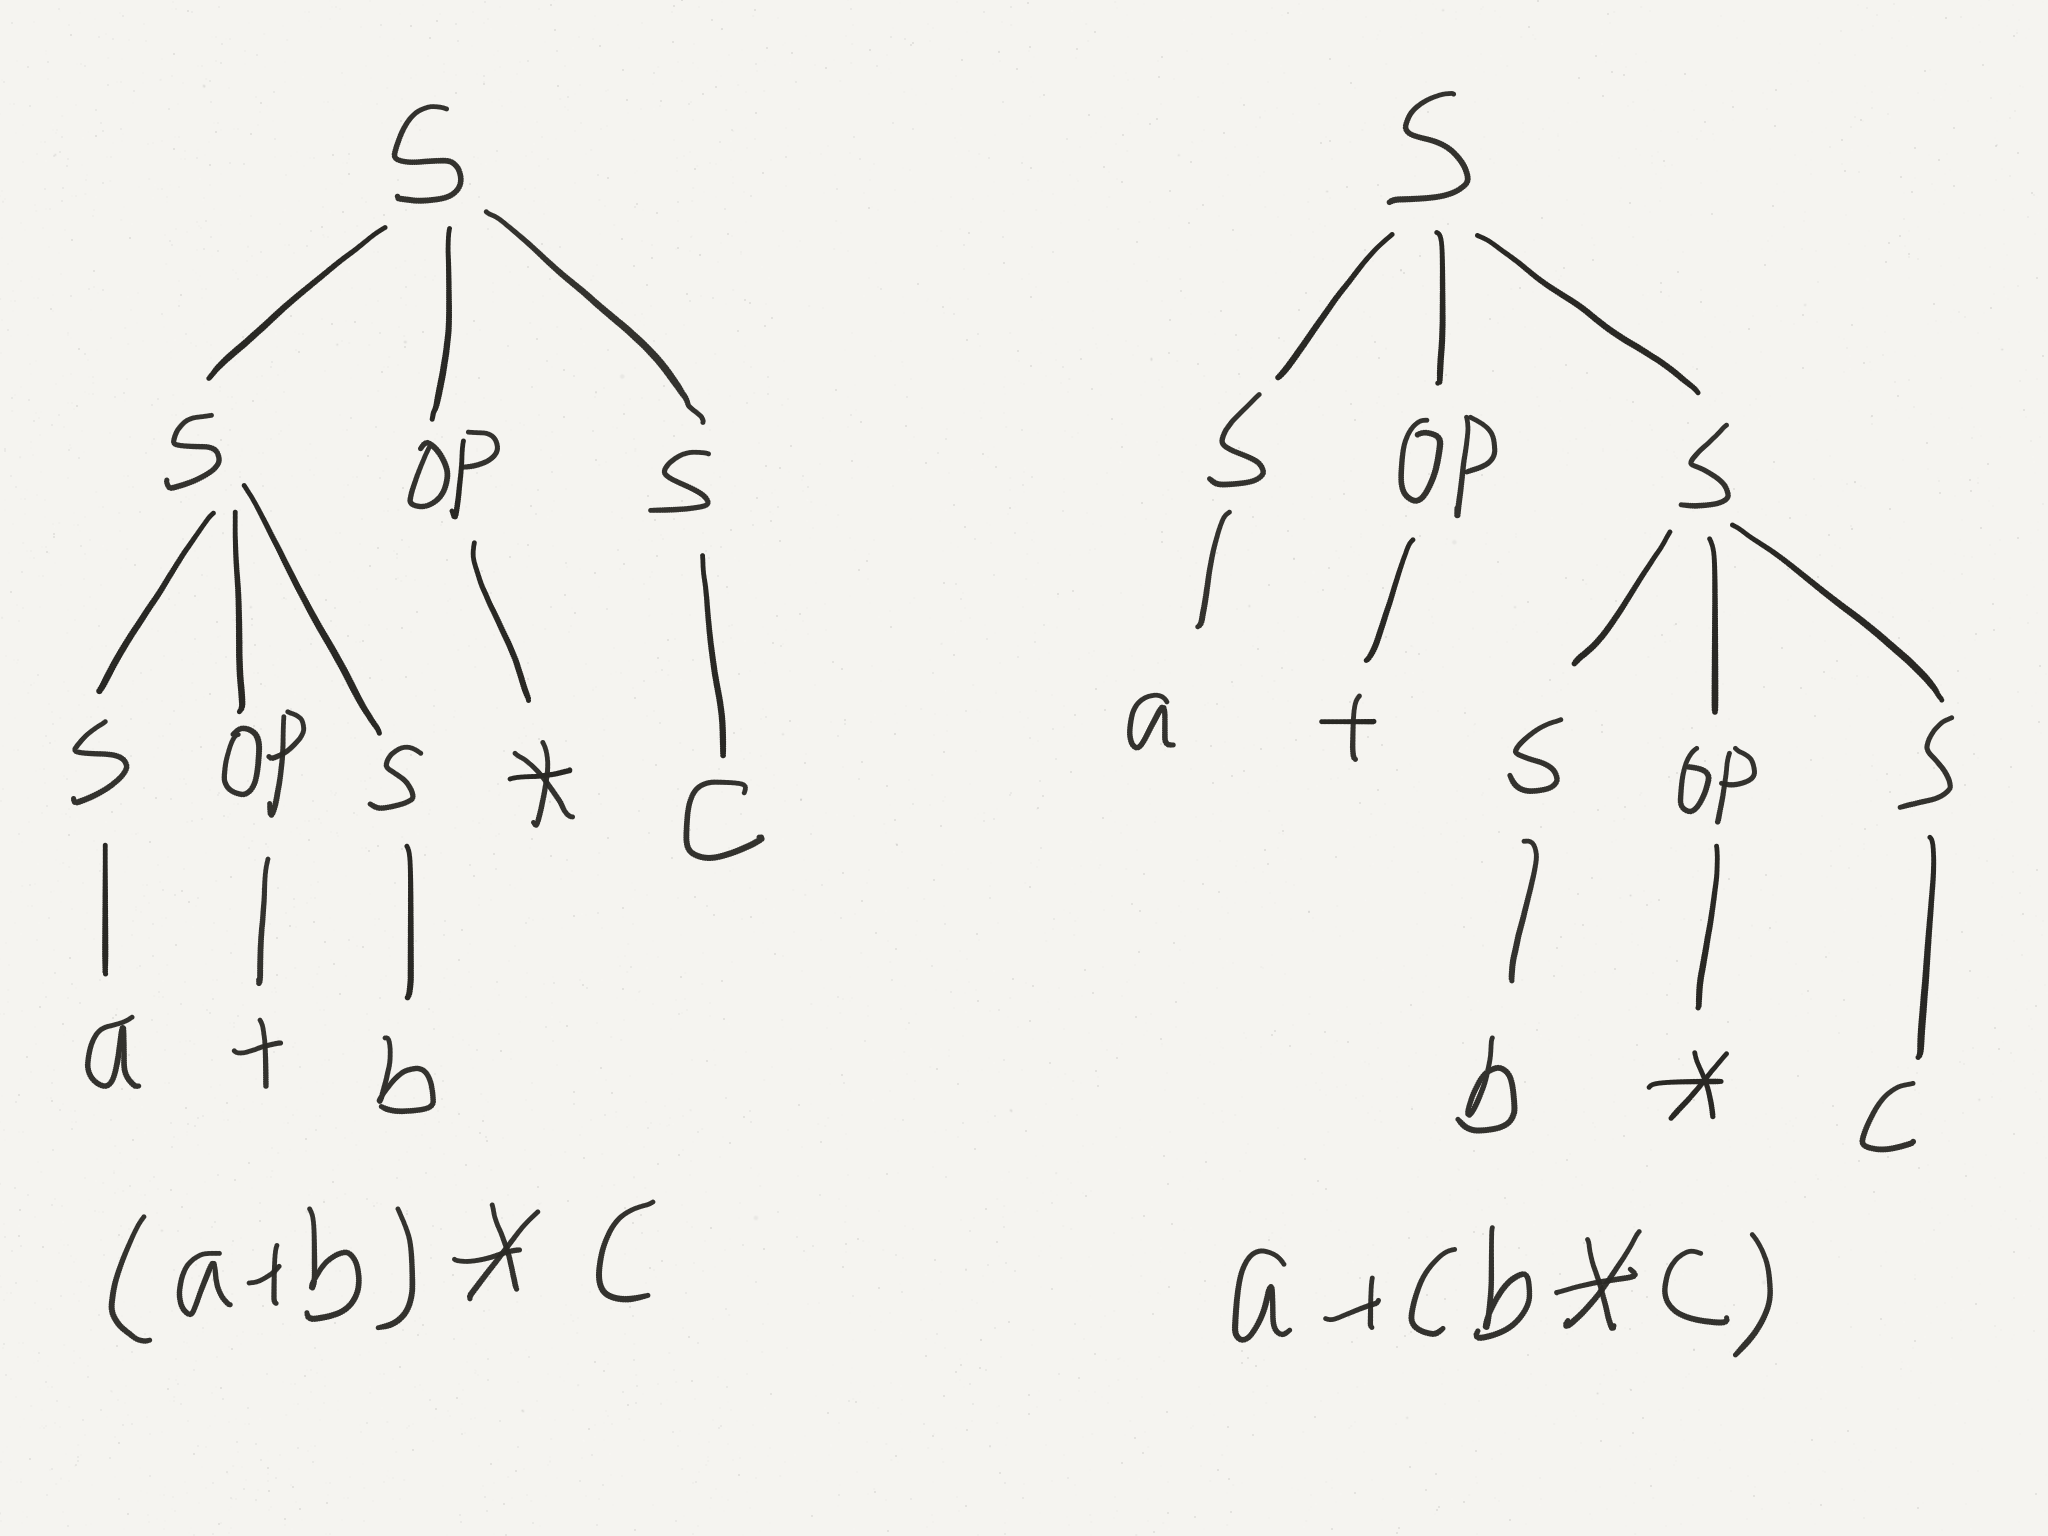 S
S OP S
S OP S * C
a + b
(a+b) * C
S
S OP S
a + S OP S
b * C
a + (b * C)